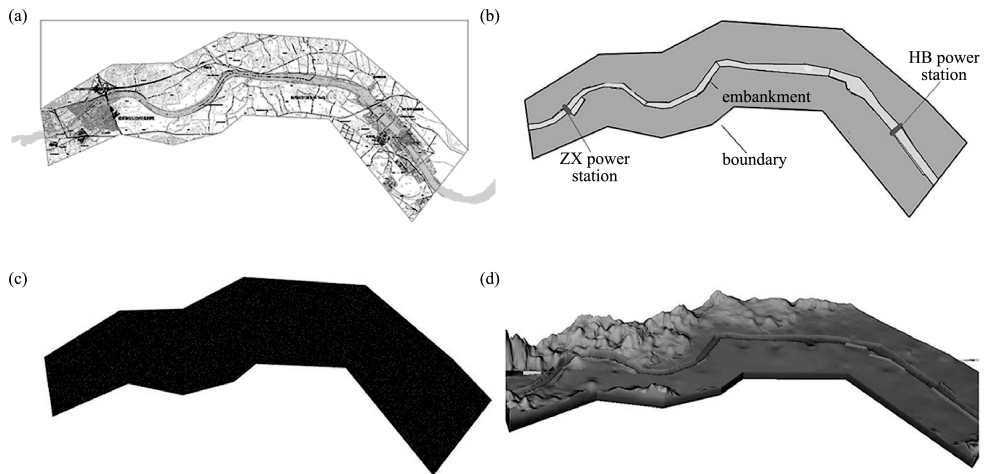 (a)
(b)
HB power
station
embankment
ZX power
station
boundary
(c)
(d)